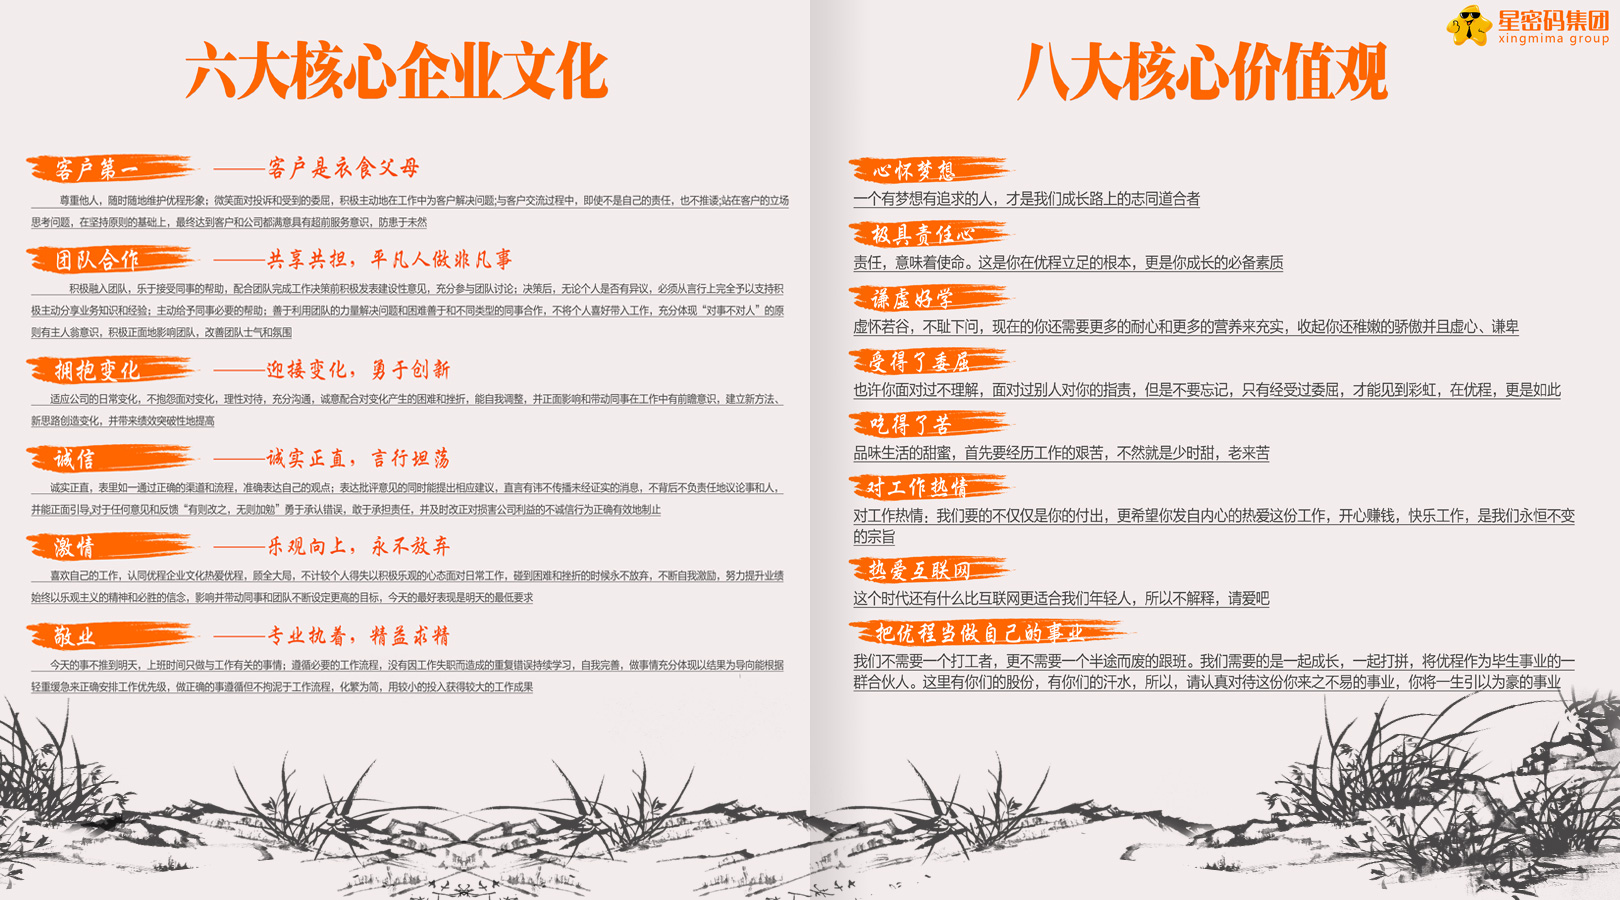 六大核心企业文化
客户第一 ——客户是衣食父母
尊重他人，随时随地维护优程形象；微笑面对投诉和受到的委屈，积极主动地在工作中为客户解决问题;与客户交流过程中，即使不是自己的责任，也不推诿;站在客户的立场
思考问题，在坚持原则的基础上，最终达到客户和公司都满意具有超前服务意识，防患于未然
团队合作 ——共享共担，平凡人做非凡事
积极融入团队，乐于接受同事的帮助，配合团队完成工作决策前积极发表建设性意见，充分参与团队讨论；决策后，无论个人是否有异议，必须从言行上完全予以支持积
极主动分享业务知识和经验；主动给予同事必要的帮助；善于利用团队的力量解决问题和困难善于和不同类型的同事合作，不将个人喜好带入工作，充分体现“对事不对人”的原
则有主人翁意识，积极正面地影响团队，改善团队士气和氛围
拥抱变化 ——迎接变化，勇于创新
适应公司的日常变化，不抱怨面对变化，理性对待，充分沟通，诚意配合对变化产生的困难和挫折，能自我调整，并正面影响和带动同事在工作中有前瞻意识，建立新方法、
新思路创造变化，并带来绩效突破性地提高
诚信 ——诚实正直，言行坦荡
诚实正直，表里如一通过正确的渠道和流程，准确表达自己的观点；表达批评意见的同时能提出相应建议，直言有讳不传播未经证实的消息，不背后不负责任地议论事和人，
并能正面引导,对于任何意见和反馈“有则改之，无则加勉”勇于承认错误，敢于承担责任，并及时改正对损害公司利益的不诚信行为正确有效地制止
激情 ——乐观向上，永不放弃
喜欢自己的工作，认同优程企业文化热爱优程，顾全大局，不计较个人得失以积极乐观的心态面对日常工作，碰到困难和挫折的时候永不放弃，不断自我激励，努力提升业绩
始终以乐观主义的精神和必胜的信念，影响并带动同事和团队不断设定更高的目标，今天的最好表现是明天的最低要求
敬业 ——专业执着，精益求精
今天的事不推到明天，上班时间只做与工作有关的事情；遵循必要的工作流程，没有因工作失职而造成的重复错误持续学习，自我完善，做事情充分体现以结果为导向能根据
轻重缓急来正确安排工作优先级，做正确的事遵循但不拘泥于工作流程，化繁为简，用较小的投入获得较大的工作成果
星密码集团
xingmima group
八大核心价值观
心怀梦想
一个有梦想有追求的人，才是我们成长路上的志同道合者
极具责任心
责任，意味着使命。这是你在优程立足的根本，更是你成长的必备素质
谦虚好学
虚怀若谷，不耻下问，现在的你还需要更多的耐心和更多的营养来充实，收起你还稚嫩的骄傲并且虚心、谦卑
受得了委屈
也许你面对过不理解，面对过别人对你的指责，但是不要忘记，只有经受过委屈，才能见到彩虹，在优程，更是如此
吃得了苦
品味生活的甜蜜，首先要经历工作的艰苦，不然就是少时甜，老来苦
对工作热情
对工作热情；我们要的不仅仅是你的付出，更希望你发自内心的热爱这份工作，开心赚钱，快乐工作，是我们永恒不变
的宗旨
热爱互联网
这个时代还有什么比互联网更适合我们年轻人，所以不解释，请爱吧
把优程当做自己的事业
我们不需要一个打工者，更不需要一个半途而废的跟班。我们需要的是一起成长，一起打拼，将优程作为毕生事业的一
群合伙人。这里有你们的股份，有你们的汗水，所以，请认真对待这份你来之不易的事业，你将一生引以为豪的事业